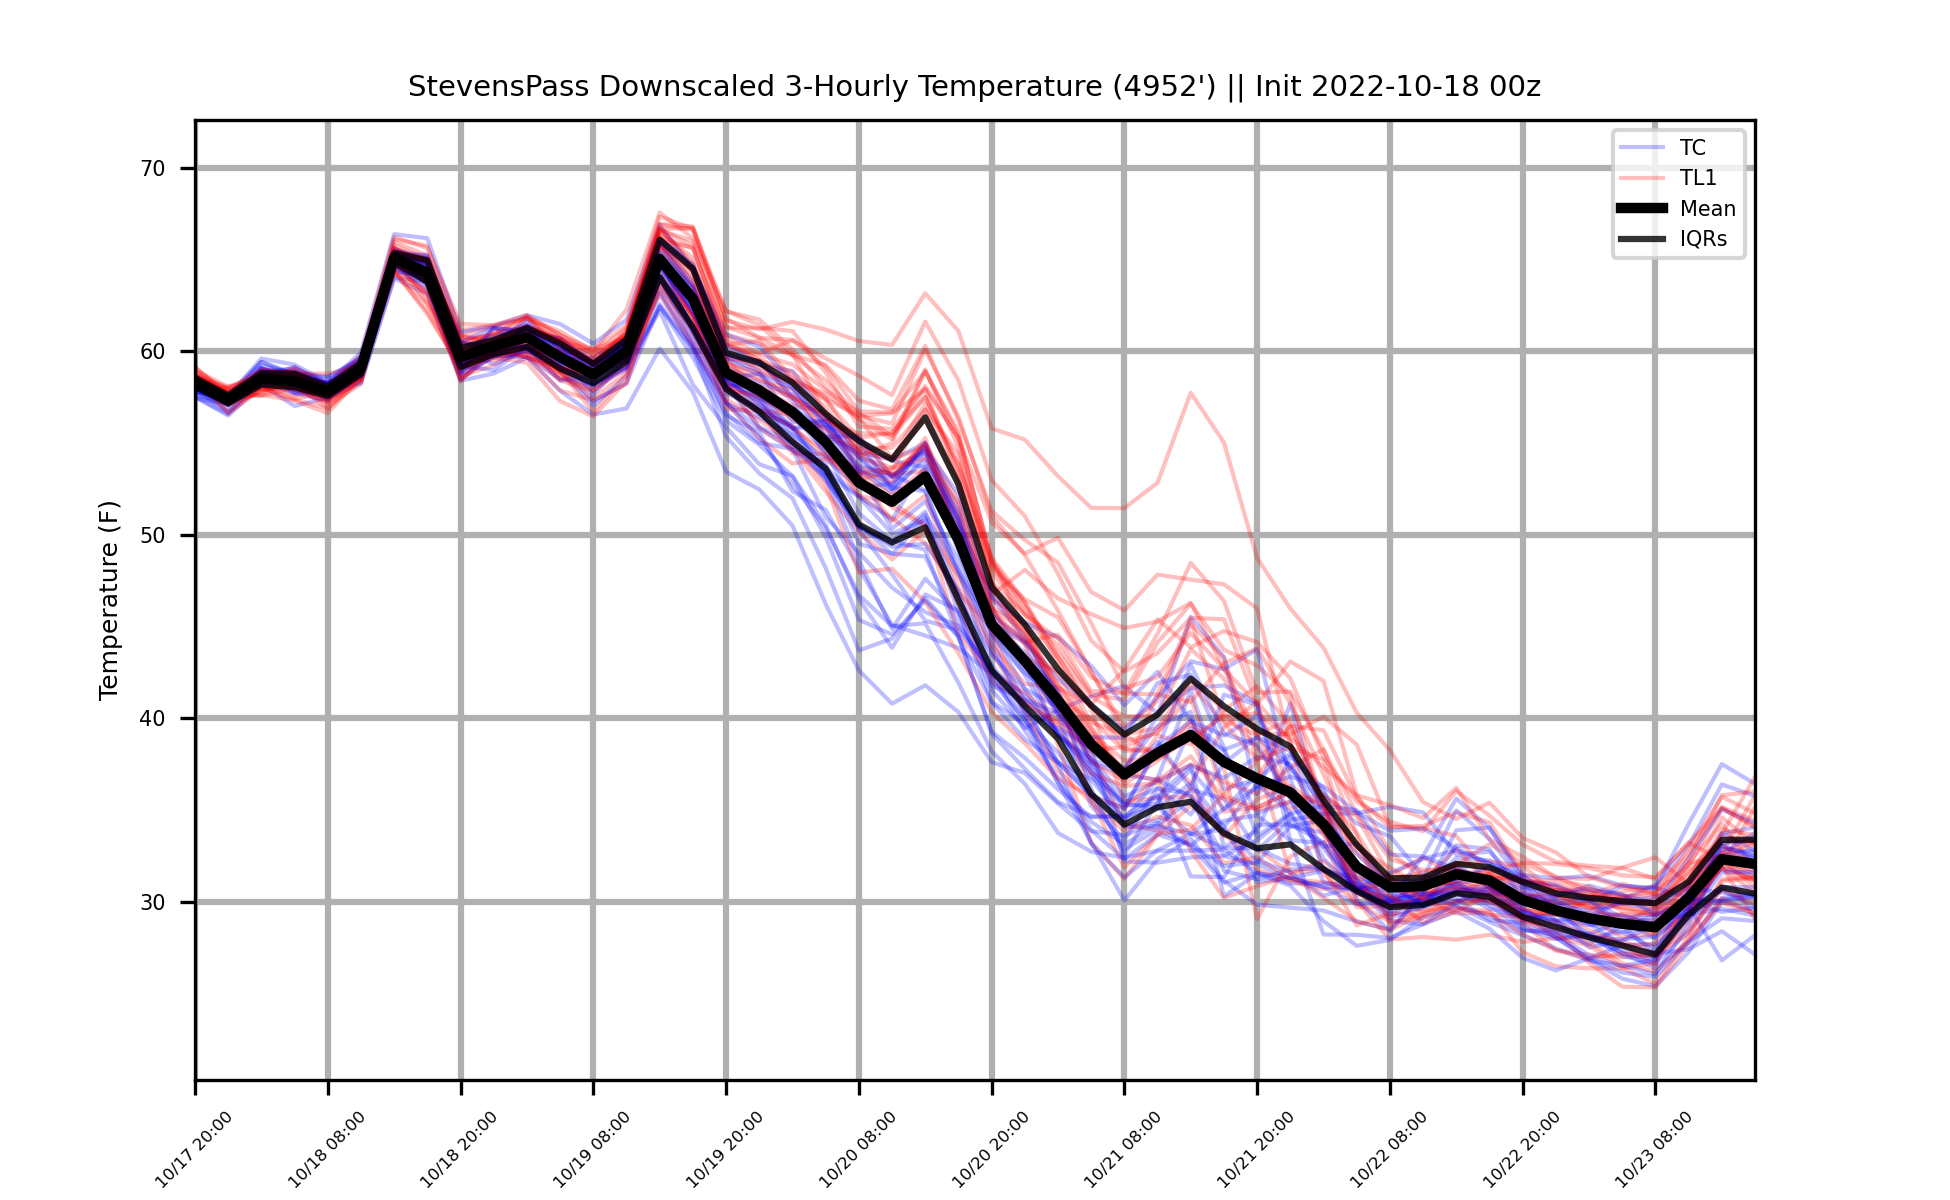 StevensPass Downscaled 3-Hourly Temperature (4952') || Init 2022-10-18 00z
TC
TL1
Mean
IQRs
Temperature (F)
70
60
50
40
30
10/17 20:00
10/18 08:00
10/18 20:00
10/19 08:00
10/19 20:00
10/20 08:00
10/20 20:00
10/21 08:00
10/21 20:00
10/22 08:00
10/22 20:00
10/23 08:00